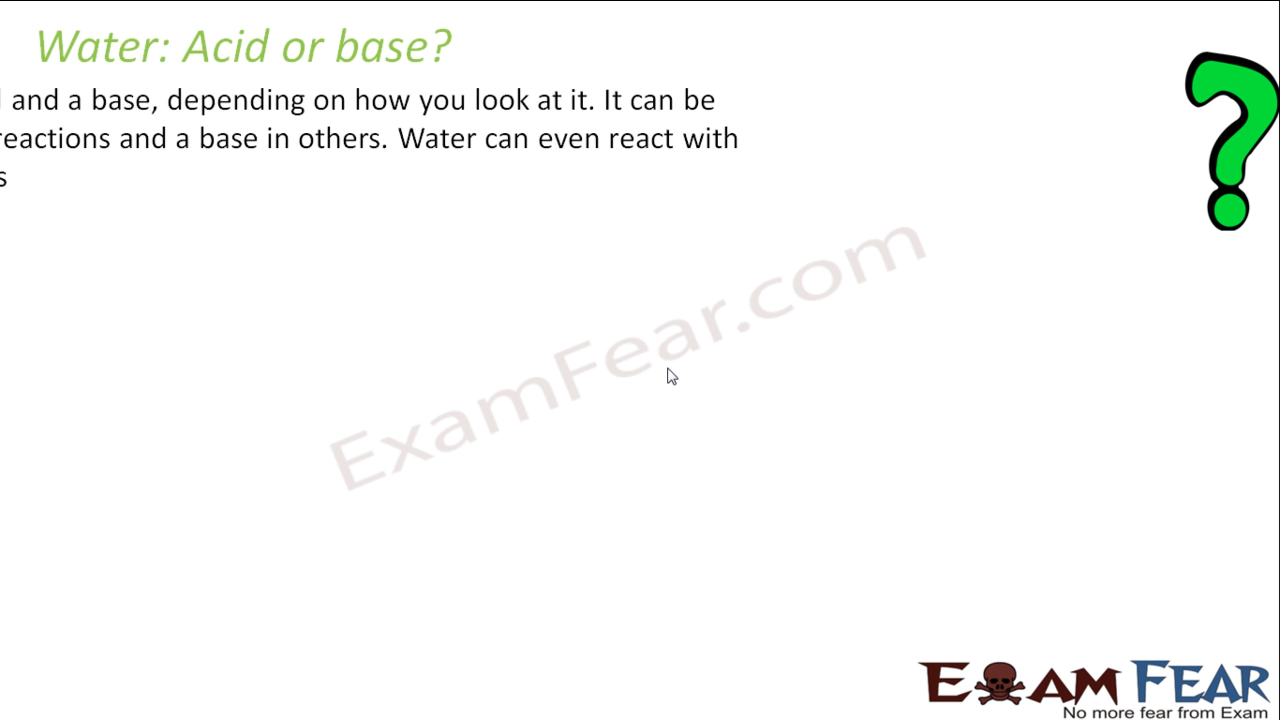 Water: Acid or base?
and a base, depending on how you look at it. It can be
reactions and a base in others. Water can even react with
s
ExamFear.com
EXAM FEAR
No more fear from Exam